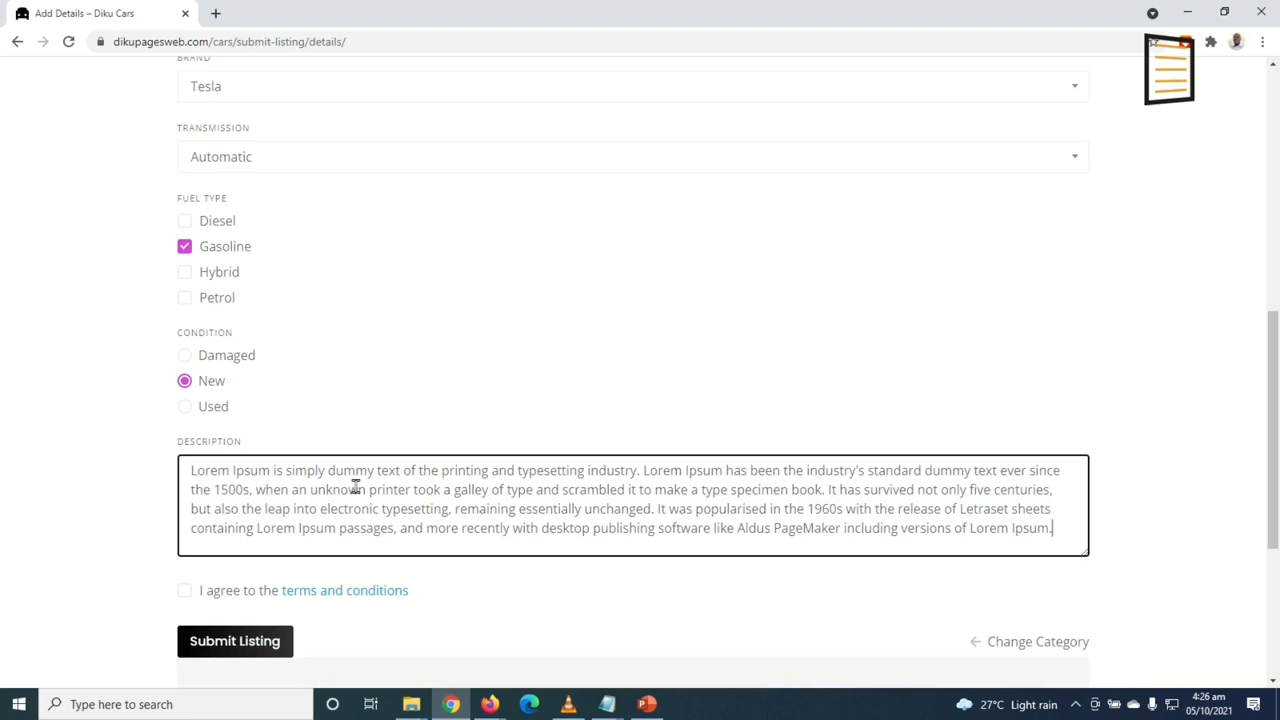 Add Details – Diku Cars
dikupagesweb.com/cars/submit-listing/details/
BRAND
Tesla
TRANSMISSION
Automatic
FUEL TYPE
Diesel
Gasoline
Hybrid
Petrol
CONDITION
Damaged
New
Used
DESCRIPTION
Lorem Ipsum is simply dummy text of the printing and typesetting industry. Lorem Ipsum has been the industry's standard dummy text ever since
the 1500s, when an unknown printer took a galley of type and scrambled it to make a type specimen book. It has survived not only five centuries,
but also the leap into electronic typesetting, remaining essentially unchanged. It was popularised in the 1960s with the release of Letraset sheets
containing Lorem Ipsum passages, and more recently with desktop publishing software like Aldus PageMaker including versions of Lorem Ipsum.
I agree to the terms and conditions
Submit Listing
Change Category
Type here to search
27°C Light rain
4:26 am
05/10/2021